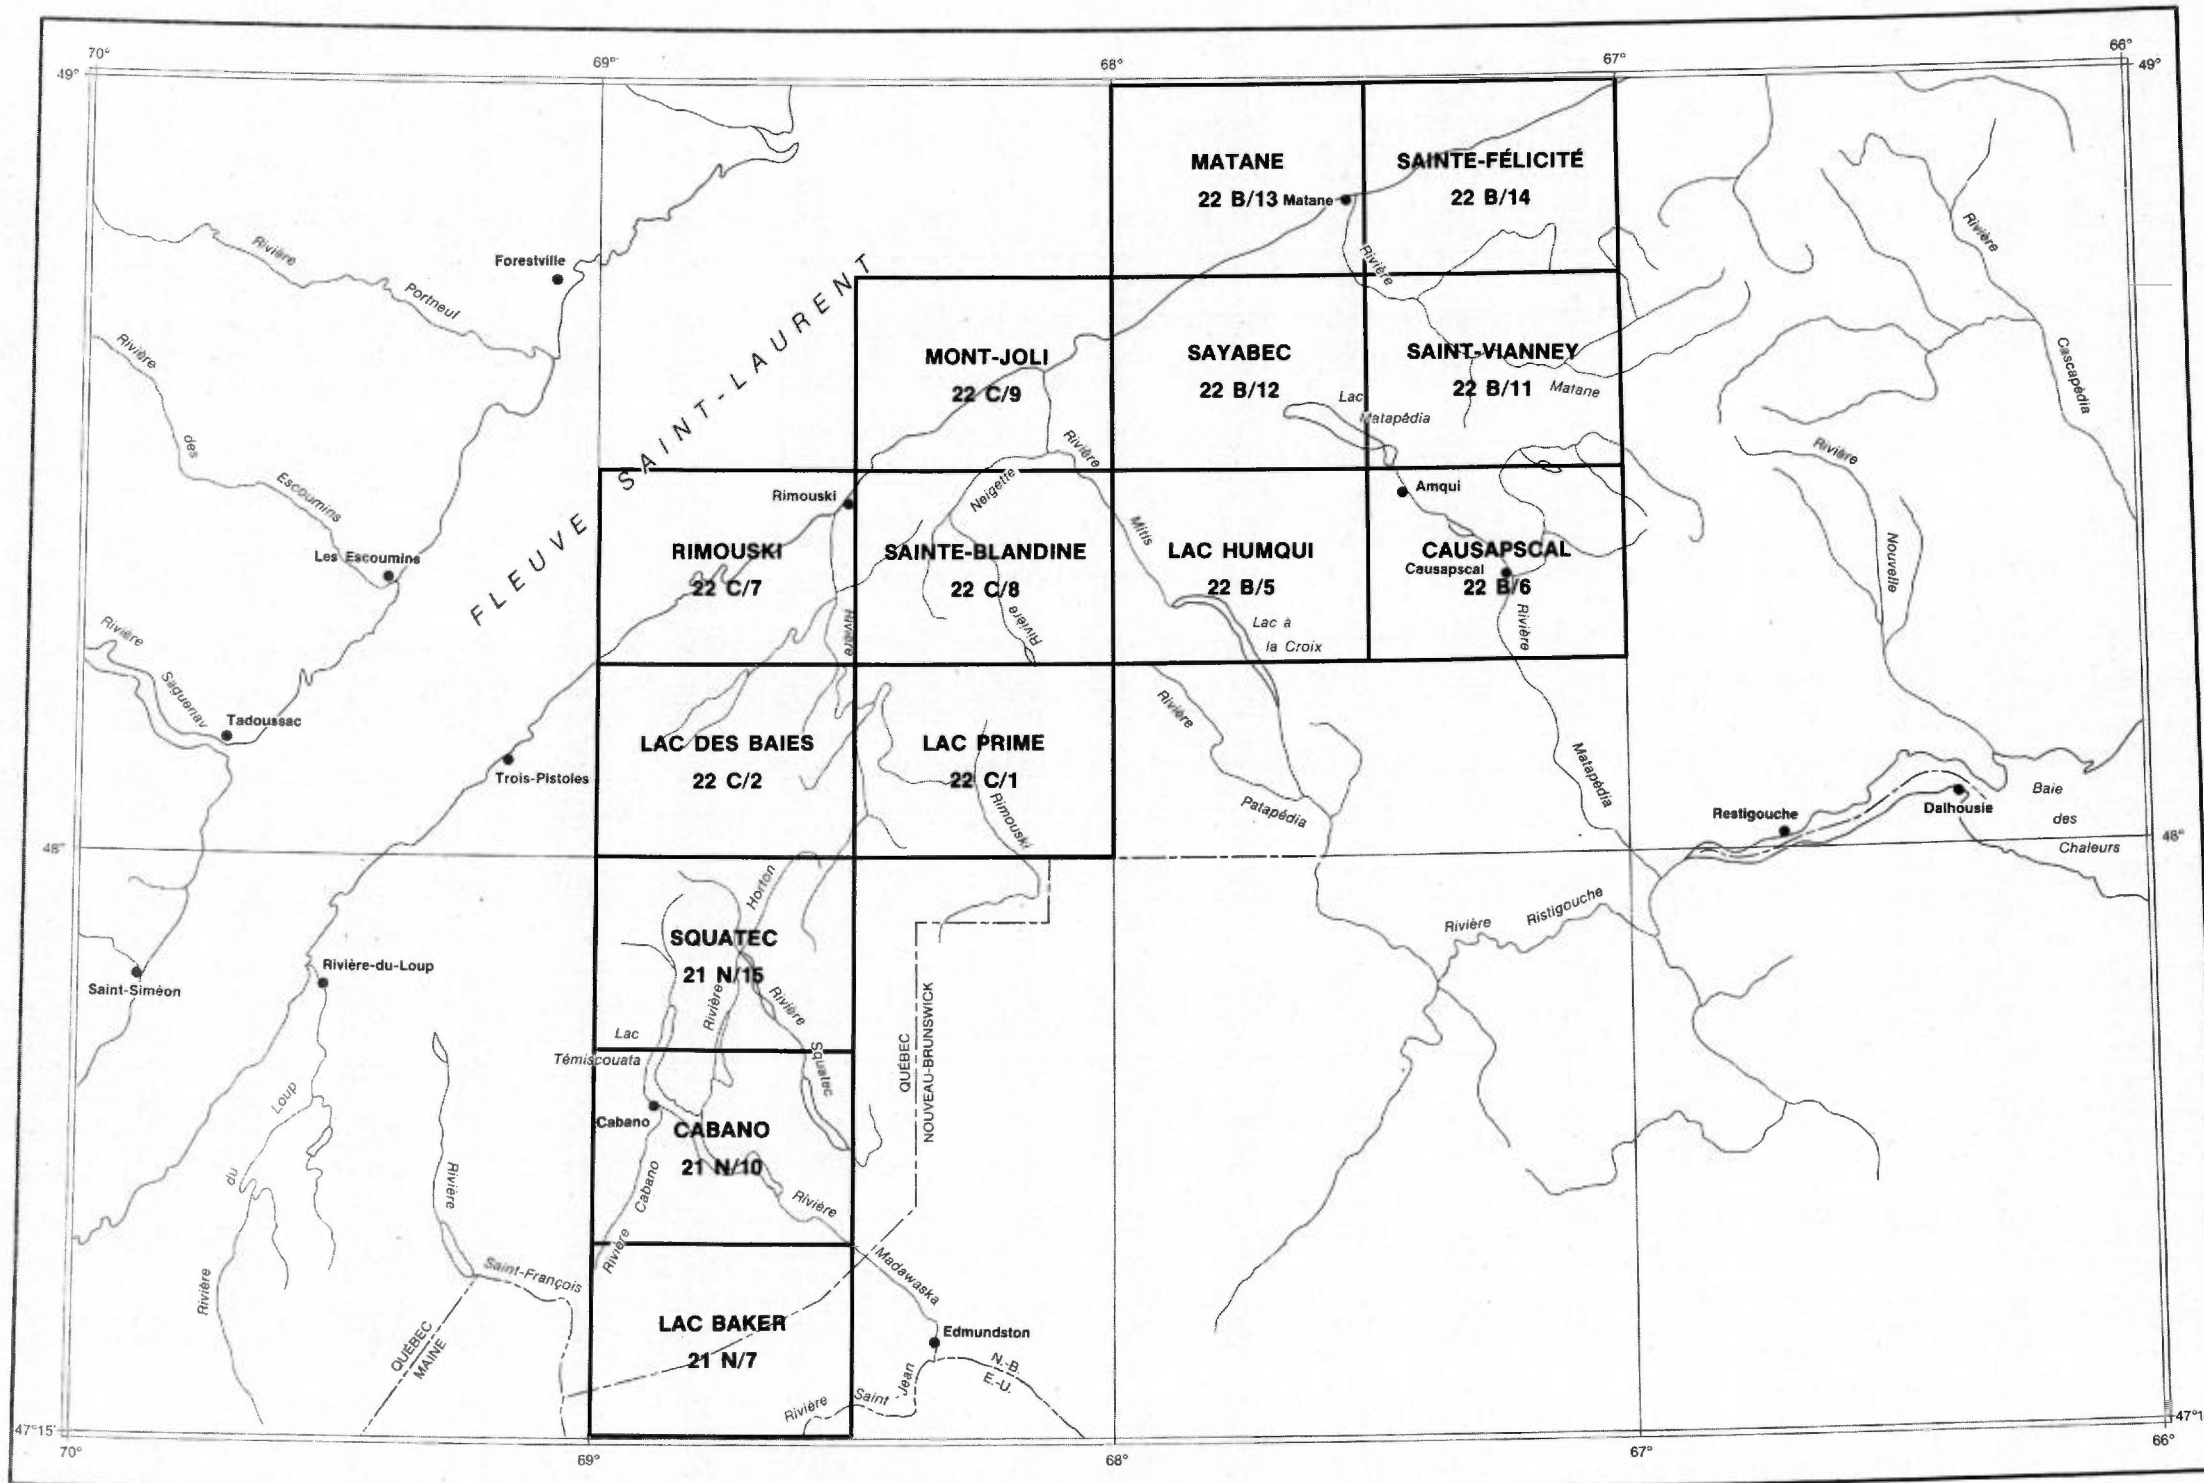 70°
69°
68°
67°
66°
49°
49°
MATANE
22 B/13
Matane
SAINTE-FÉLICITÉ
22 B/14
Rivière
Rivière
Portneuf
Forestville
Rivière
Rivière
des
Escoumins
Les Escoumins
FLEUVE SAINT-LAURENT
MONT-JOLI
22 C/9
SAYABEC
22 B/12
SAINT-VIANNEY
22 B/11
Matane
Lac
Matapédia
Cascapédia
Rivière
Nouvelle
Rivière
Mitis
Neigette
Rivière
Rimouski
RIMOUSKI
22 C/7
SAINTE-BLANDINE
22 C/8
LAC HUMQUI
22 B/5
Lac à
la Croix
Amqui
CAUSAPSCAL
Causapscal
22 B/6
Rivière
Matapédia
Rivière
Saguenay
Tadoussac
Trois-Pistoles
Rivière
LAC DES BAIES
22 C/2
LAC PRIME
22 C/1
Rimouski
Rivière
Patapédia
Restigouche
Dalhousie
Baie
des
Chaleurs
48°
48°
Horton
Rivière
SQUATEC
21 N/15
Rivière
Squatec
Rivière
Ristigouche
Saint-Siméon
Rivière-du-Loup
Lac
Témiscouata
QUÉBEC
NOUVEAU-BRUNSWICK
Cabano
CABANO
21 N/10
Rivière
Cabano
Rivière
Madawaska
Rivière
du
Loup
Rivière
Saint-François
QUÉBEC
MAINE
LAC BAKER
21 N/7
Edmundston
N.-B.
E.-U.
Rivière
Saint-Jean
47°15'
47°1
70°
69°
68°
67°
66°